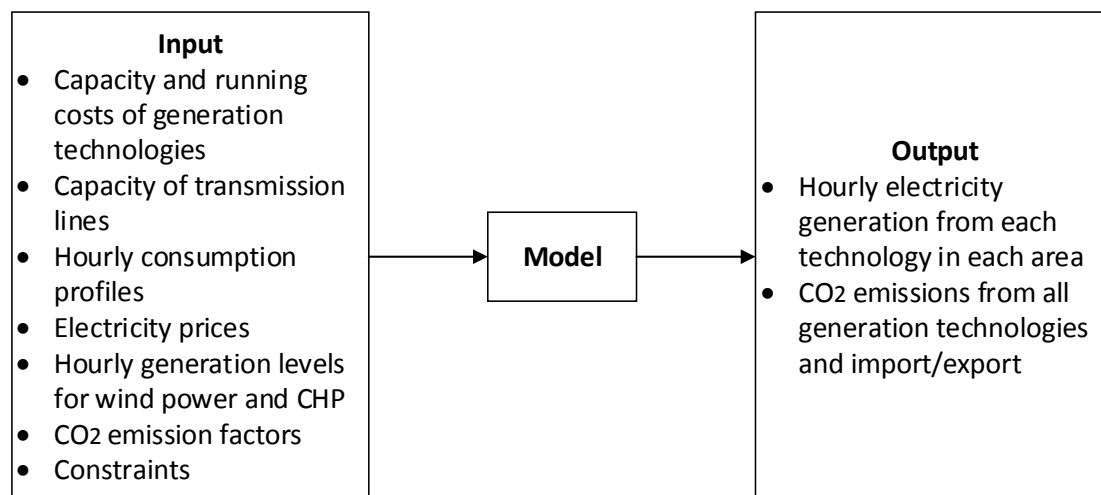 Input
• Capacity and running
costs of generation
technologies
• Capacity of transmission
lines
• Hourly consumption
profiles
• Electricity prices
• Hourly generation levels
for wind power and CHP
• CO2 emission factors
• Constraints
Model
Output
• Hourly electricity
generation from each
technology in each area
• CO2 emissions from all
generation technologies
and import/export